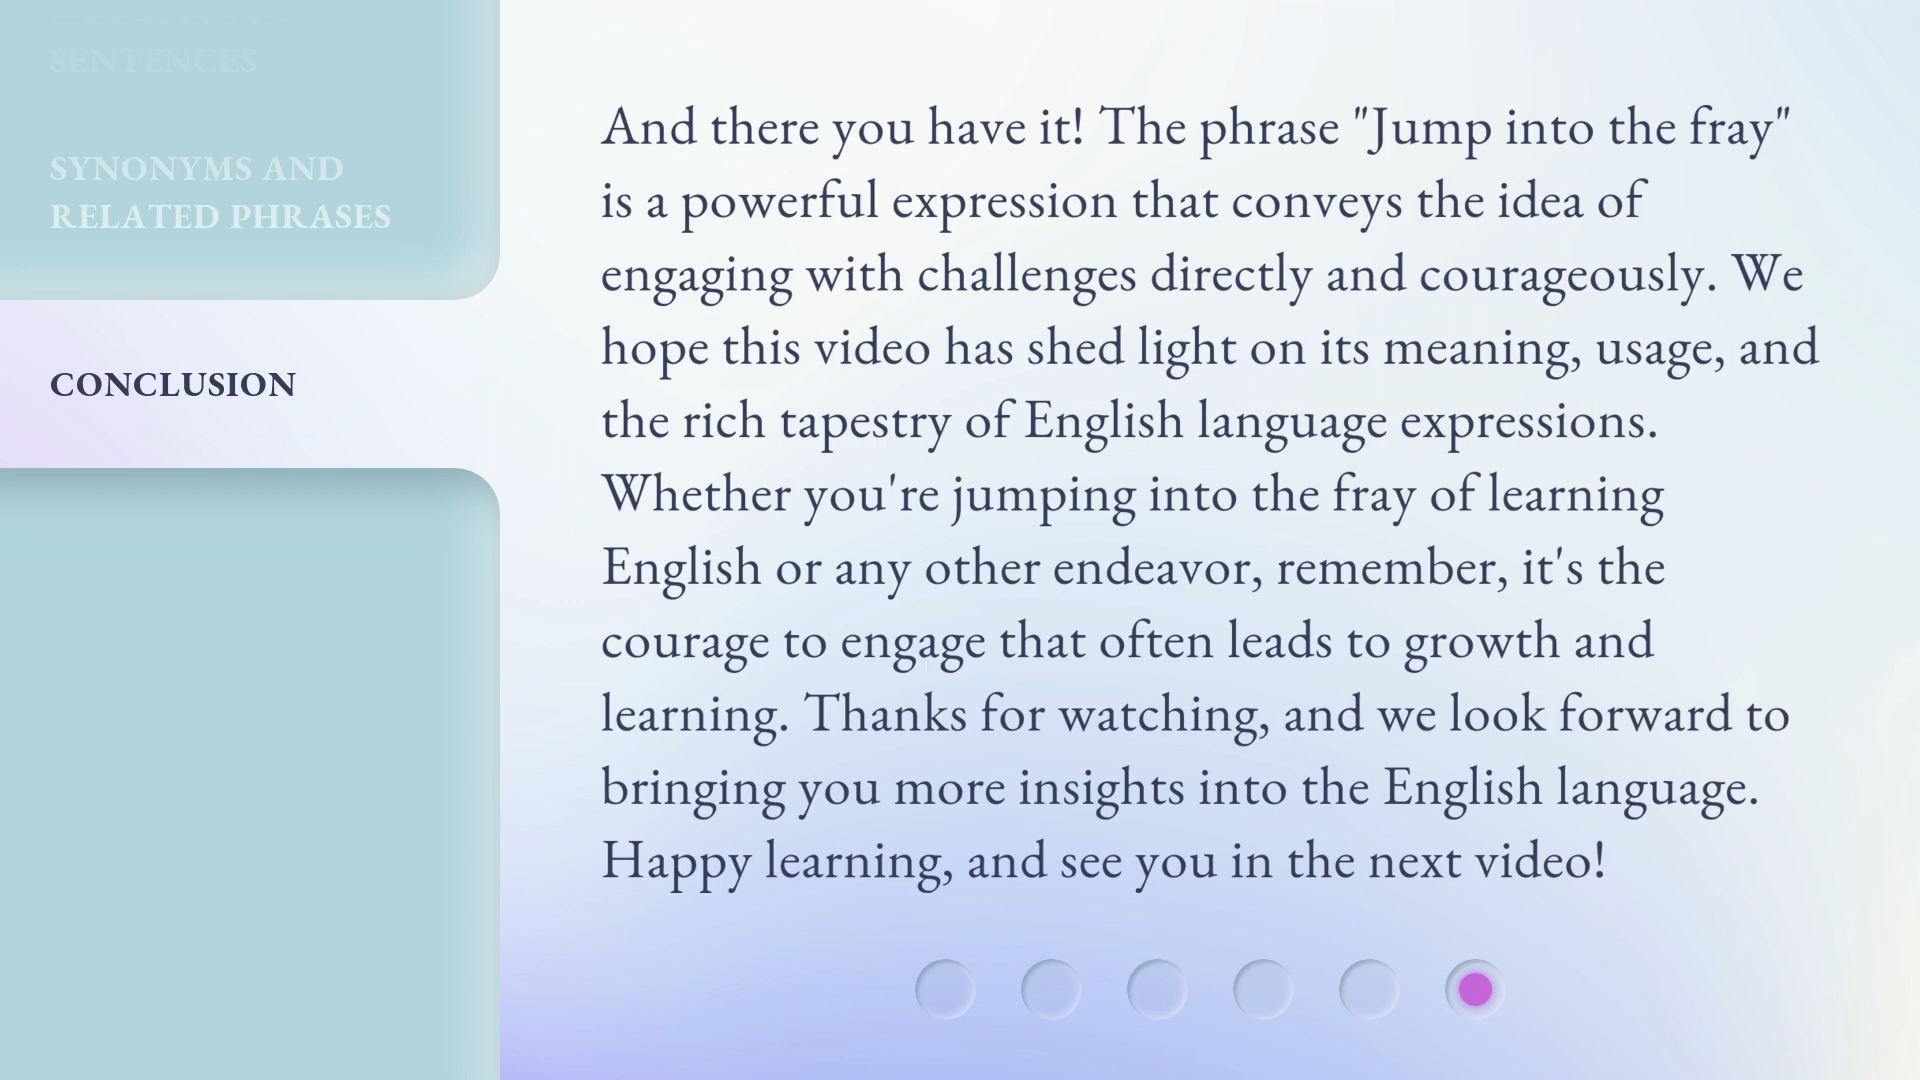 SENTENCES
SYNONYMS AND
RELATED PHRASES
CONCLUSION
And there you have it! The phrase "Jump into the fray"
is a powerful expression that conveys the idea of
engaging with challenges directly and courageously. We
hope this video has shed light on its meaning, usage, and
the rich tapestry of English language expressions.
Whether you're jumping into the fray of learning
English or any other endeavor, remember, it's the
courage to engage that often leads to growth and
learning. Thanks for watching, and we look forward to
bringing you more insights into the English language.
Happy learning, and see you in the next video!